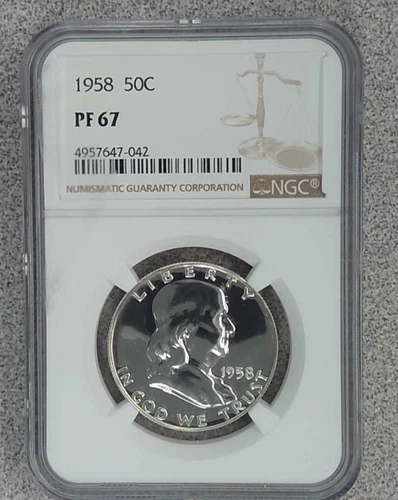 1958 50C
PF 67
4957647-042
NUMISMATIC GUARANTY CORPORATION
NGC®
LIBERTY
1958
IN GOD WE TRUST